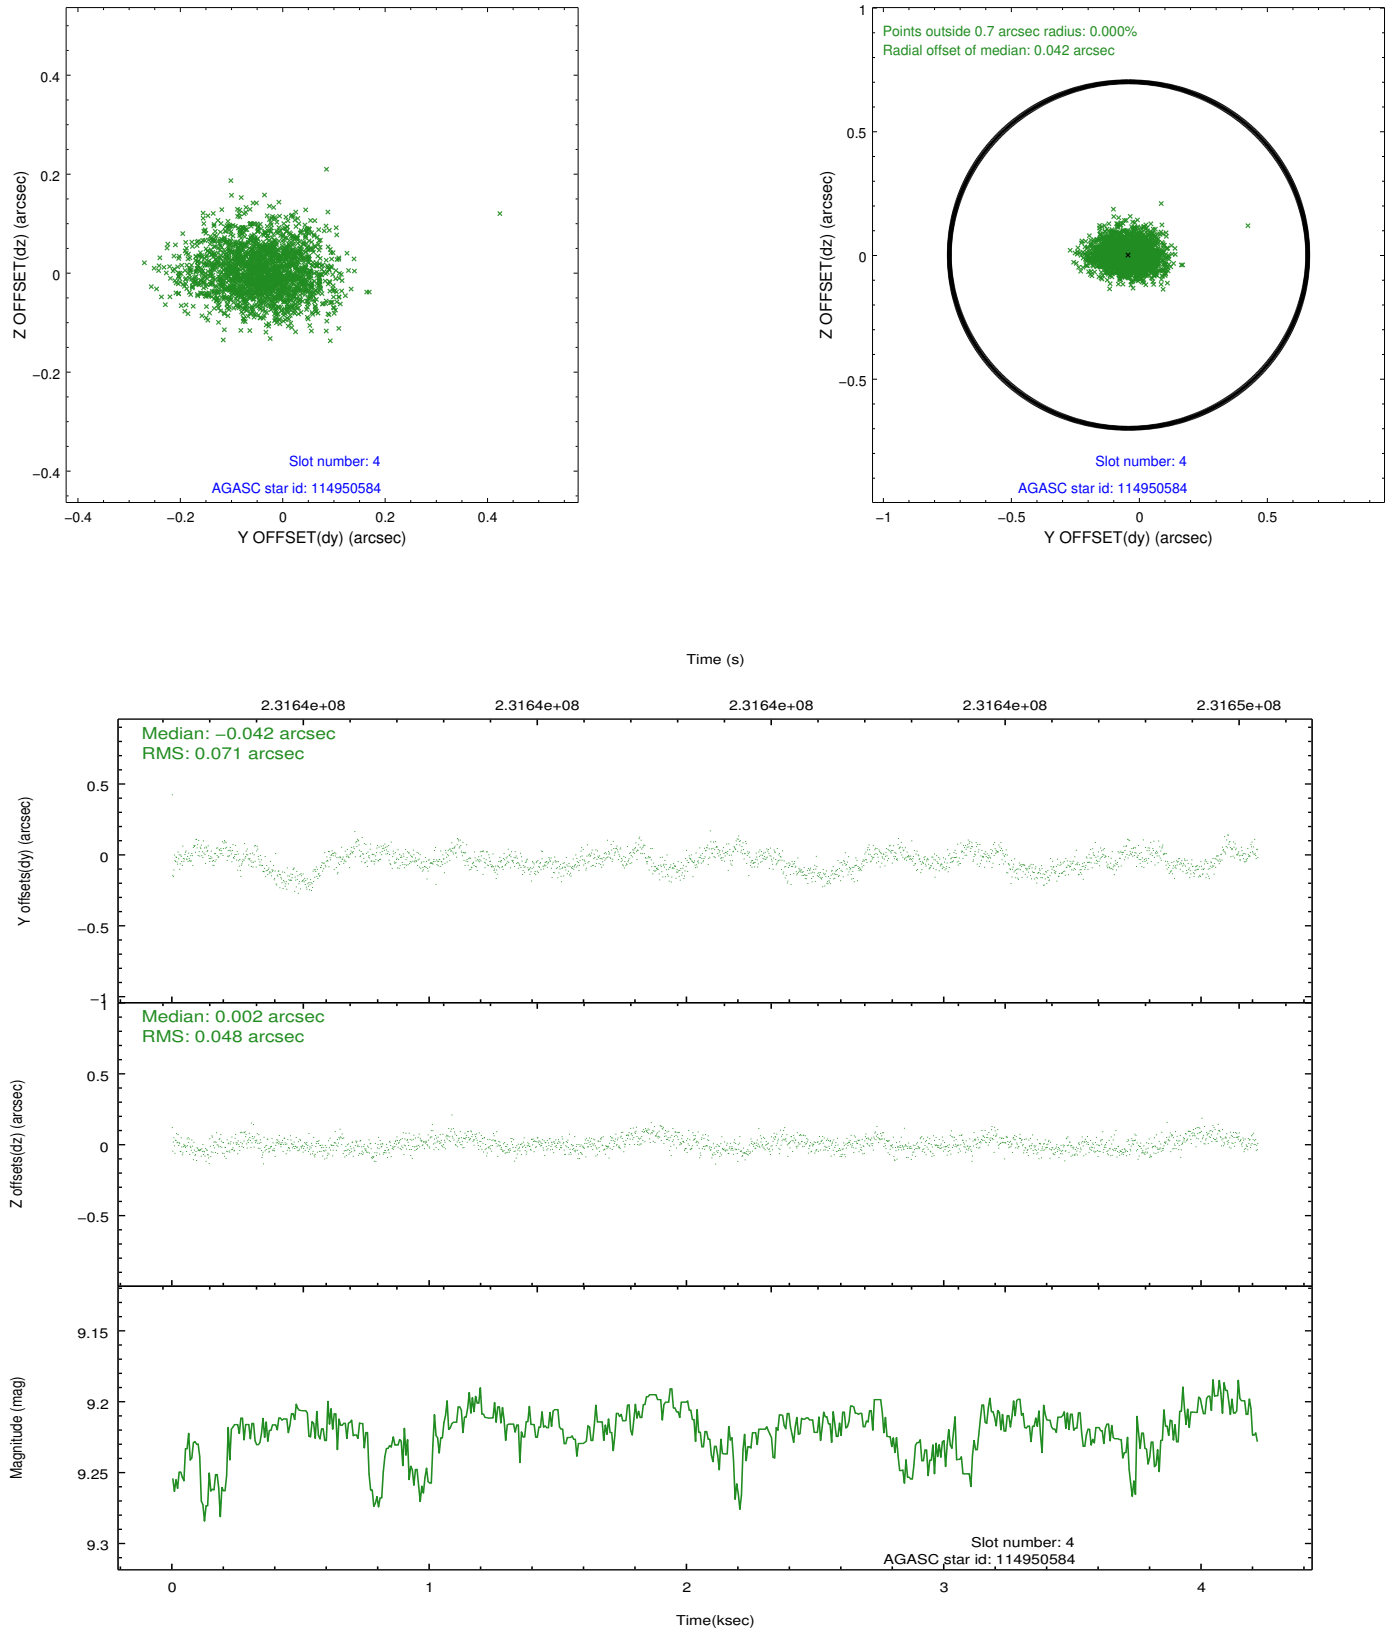 0.4
0.2
0
−0.2
−0.4
Z OFFSET(dz) (arcsec)
Slot number: 4
AGASC star id: 114950584
−0.4 −0.2 0 0.2 0.4
Y OFFSET(dy) (arcsec)
1
0.5
0
−0.5
Z OFFSET(dz) (arcsec)
Points outside 0.7 arcsec radius: 0.000%
Radial offset of median: 0.042 arcsec
Slot number: 4
AGASC star id: 114950584
−1 −0.5 0 0.5
Y OFFSET(dy) (arcsec)
Time (s)
2.3164e+08 2.3164e+08 2.3164e+08 2.3164e+08 2.3165e+08
Median: −0.042 arcsec
RMS: 0.071 arcsec
0.5
0
−0.5
−1
Y offsets(dy) (arcsec)
Median: 0.002 arcsec
RMS: 0.048 arcsec
1
0.5
0
−0.5
Z offsets(dz) (arcsec)
9.15
9.2
9.25
9.3
Magnitude (mag)
Slot number: 4
AGASC star id: 114950584
0 1 2 3 4
Time(ksec)